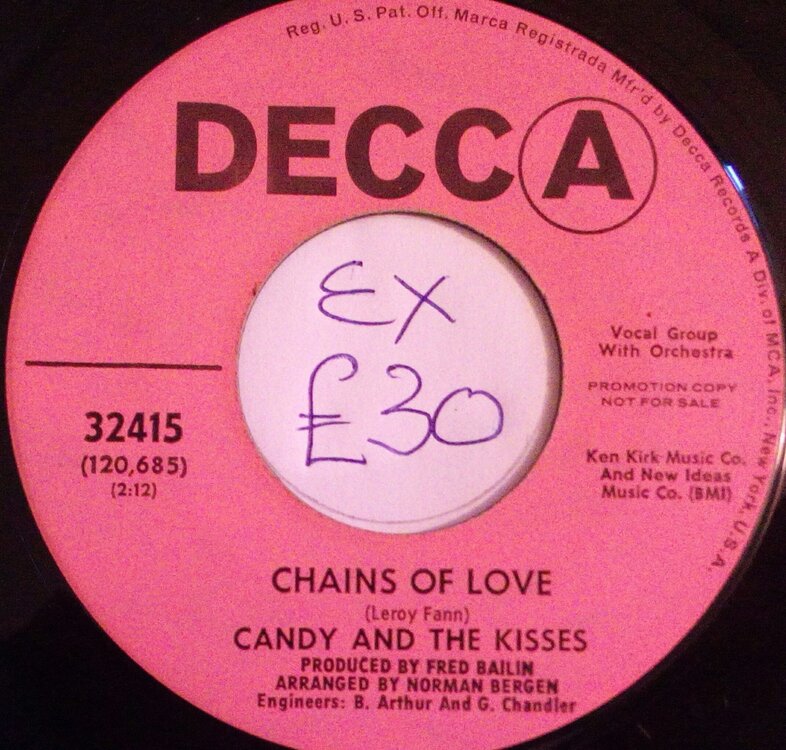 Reg. U. S. Pat. Off. Marca Registrada Mfr'd by Decca Records A Div. of MCA, Inc., New York, U.S.A.
DECCA
EX
£30
Vocal Group
With Orchestra
PROMOTION COPY
NOT FOR SALE
32415
(120,685)
(2:12)
Ken Kirk Music Co.
And New Ideas
Music Co. (BMI)
CHAINS OF LOVE
(Leroy Fann)
CANDY AND THE KISSES
PRODUCED BY FRED BAILIN
ARRANGED BY NORMAN BERGEN
Engineers: B. Arthur And G. Chandler